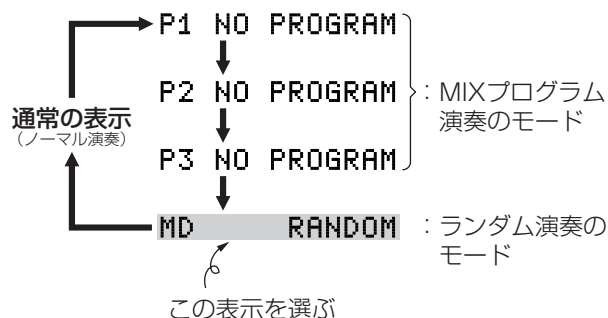 P1 NO PROGRAM
P2 NO PROGRAM
P3 NO PROGRAM
：MIXプログラム
演奏のモード
通常の表示
（ノーマル演奏）
MD RANDOM
：ランダム演奏の
モード
この表示を選ぶ